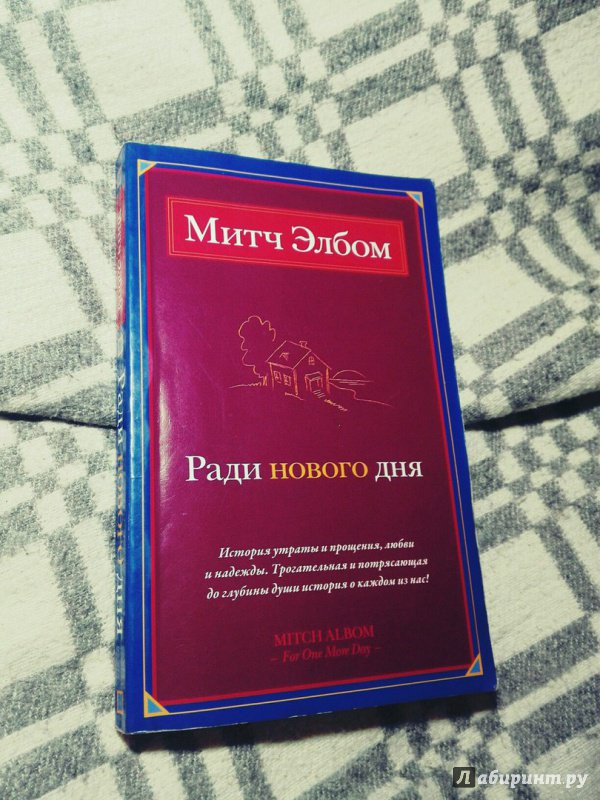 Митч Элбом
Ради нового дня
История утраты и прощения, любви
и надежды. Трогательная и потрясающая
до глубины души история о каждом из нас!
MITCH ALBOM
– For One More Day –
Лабиринт.ру